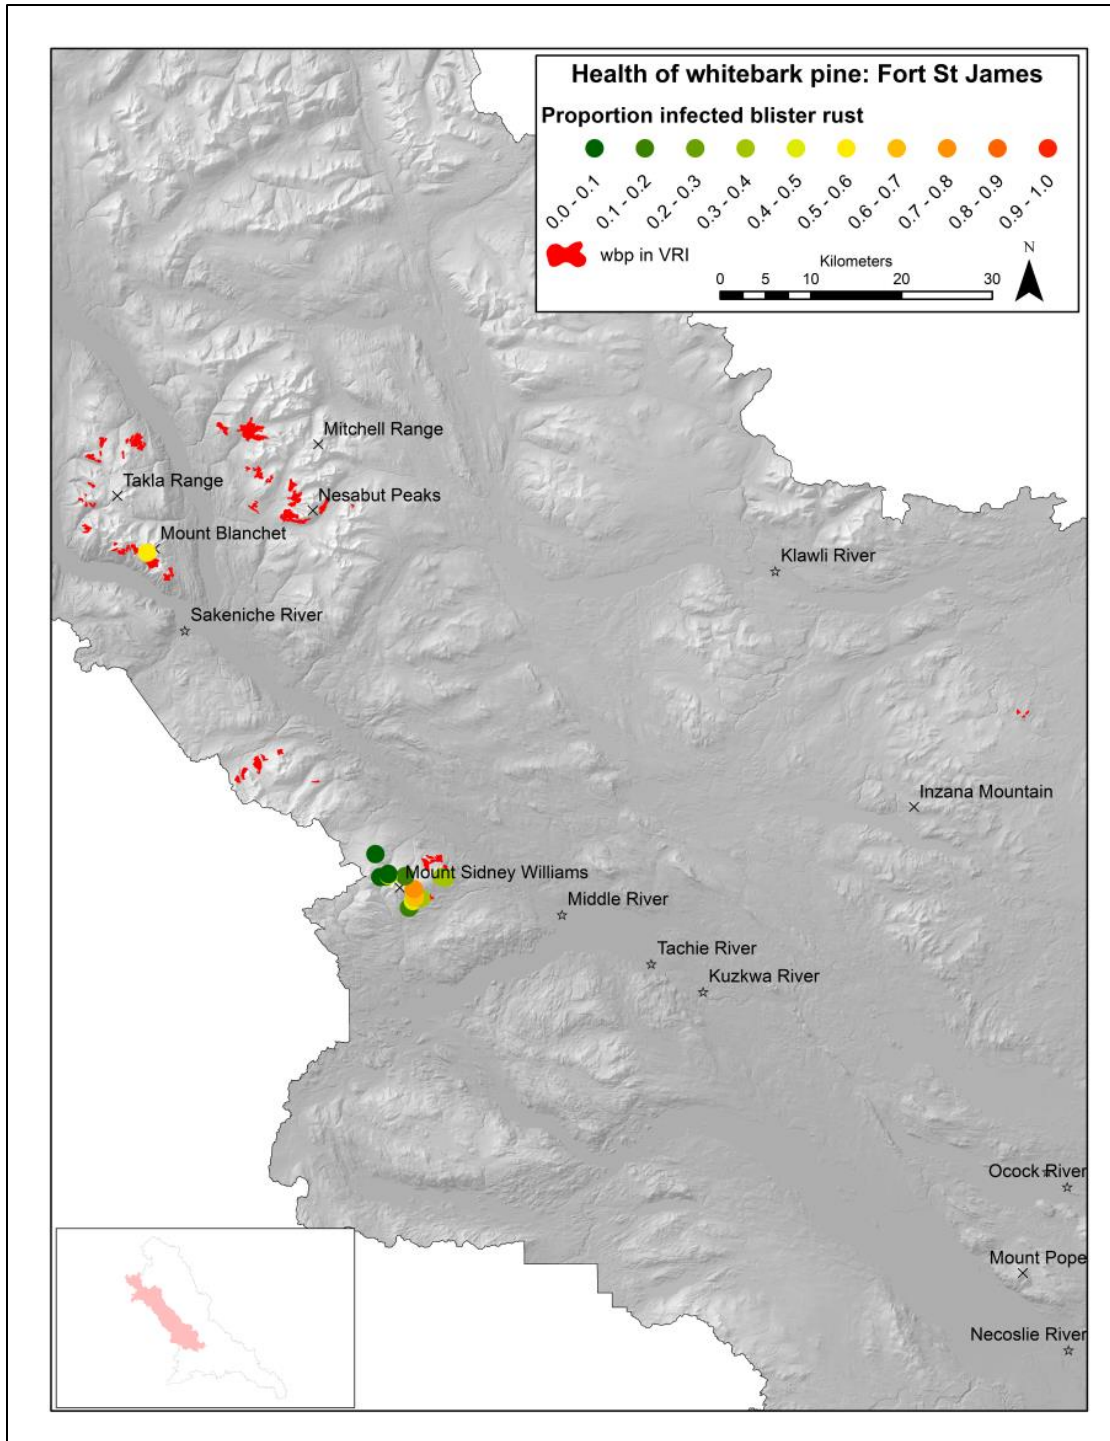 Health of whitebark pine: Fort St James
Proportion infected blister rust
0.0 - 0.1
0.1 - 0.2
0.2 - 0.3
0.3 - 0.4
0.4 - 0.5
0.5 - 0.6
0.6 - 0.7
0.7 - 0.8
0.8 - 0.9
0.9 - 1.0
wbp in VRI
Kilometers
0 5 10 20 30
N
Mitchell Range
Takla Range
Nesabut Peaks
Mount Blanchet
Klawli River
Sakeniche River
Inzana Mountain
Mount Sidney Williams
Middle River
Tachie River
Kuzkwa River
Ocock River
Mount Pope
Necoslie River